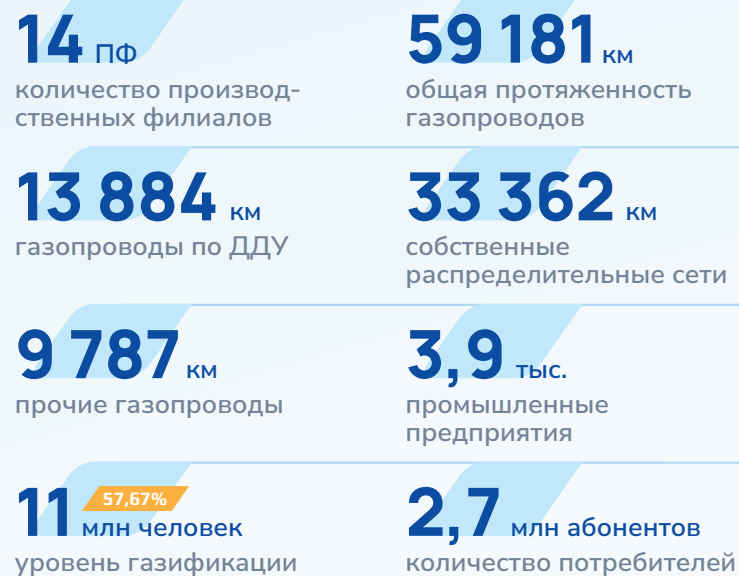 14 ПФ
количество производ-
ственных филиалов
59 181 км
общая протяженность
газопроводов
13 884 км
газопроводы по ДДУ
33 362 км
собственные
распределительные сети
9 787 км
прочие газопроводы
3,9 тыс.
промышленные
предприятия
57,67%
11 млн человек
уровень газификации
2,7 млн абонентов
количество потребителей